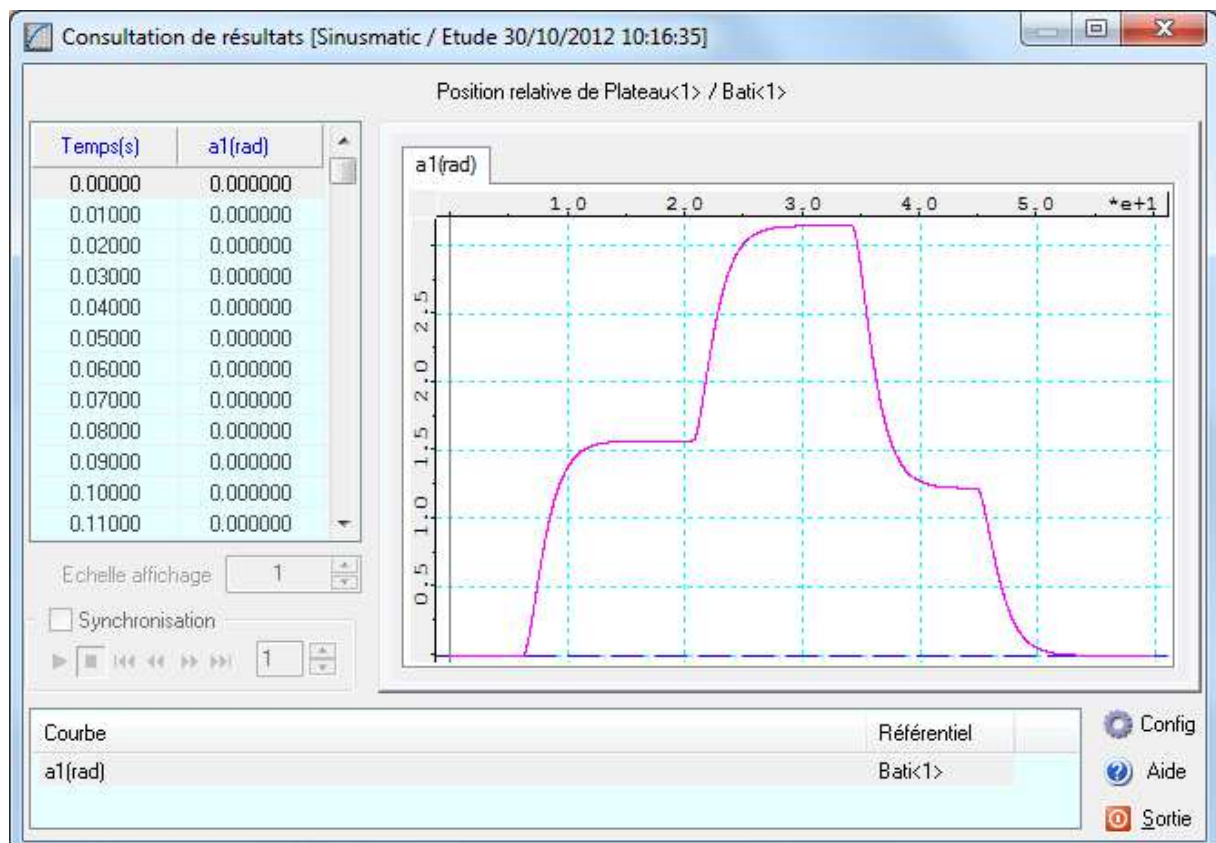 Consultation de résultats [Sinusmatic / Etude 30/10/2012 10:16:35]
Position relative de Plateau<1> / Bati<1>
Temps(s) a1(rad)
0.00000 0.000000
0.01000 0.000000
0.02000 0.000000
0.03000 0.000000
0.04000 0.000000
0.05000 0.000000
0.06000 0.000000
0.07000 0.000000
0.08000 0.000000
0.09000 0.000000
0.10000 0.000000
0.11000 0.000000
a1(rad)
1,0 2,0 3,0 4,0 5,0 *e+1
2,5
2,0
1,5
1,0
0,5
Echelle affichage 1
Synchronisation
1
Courbe Référentiel
a1(rad) Bati<1>
Config
Aide
Sortie